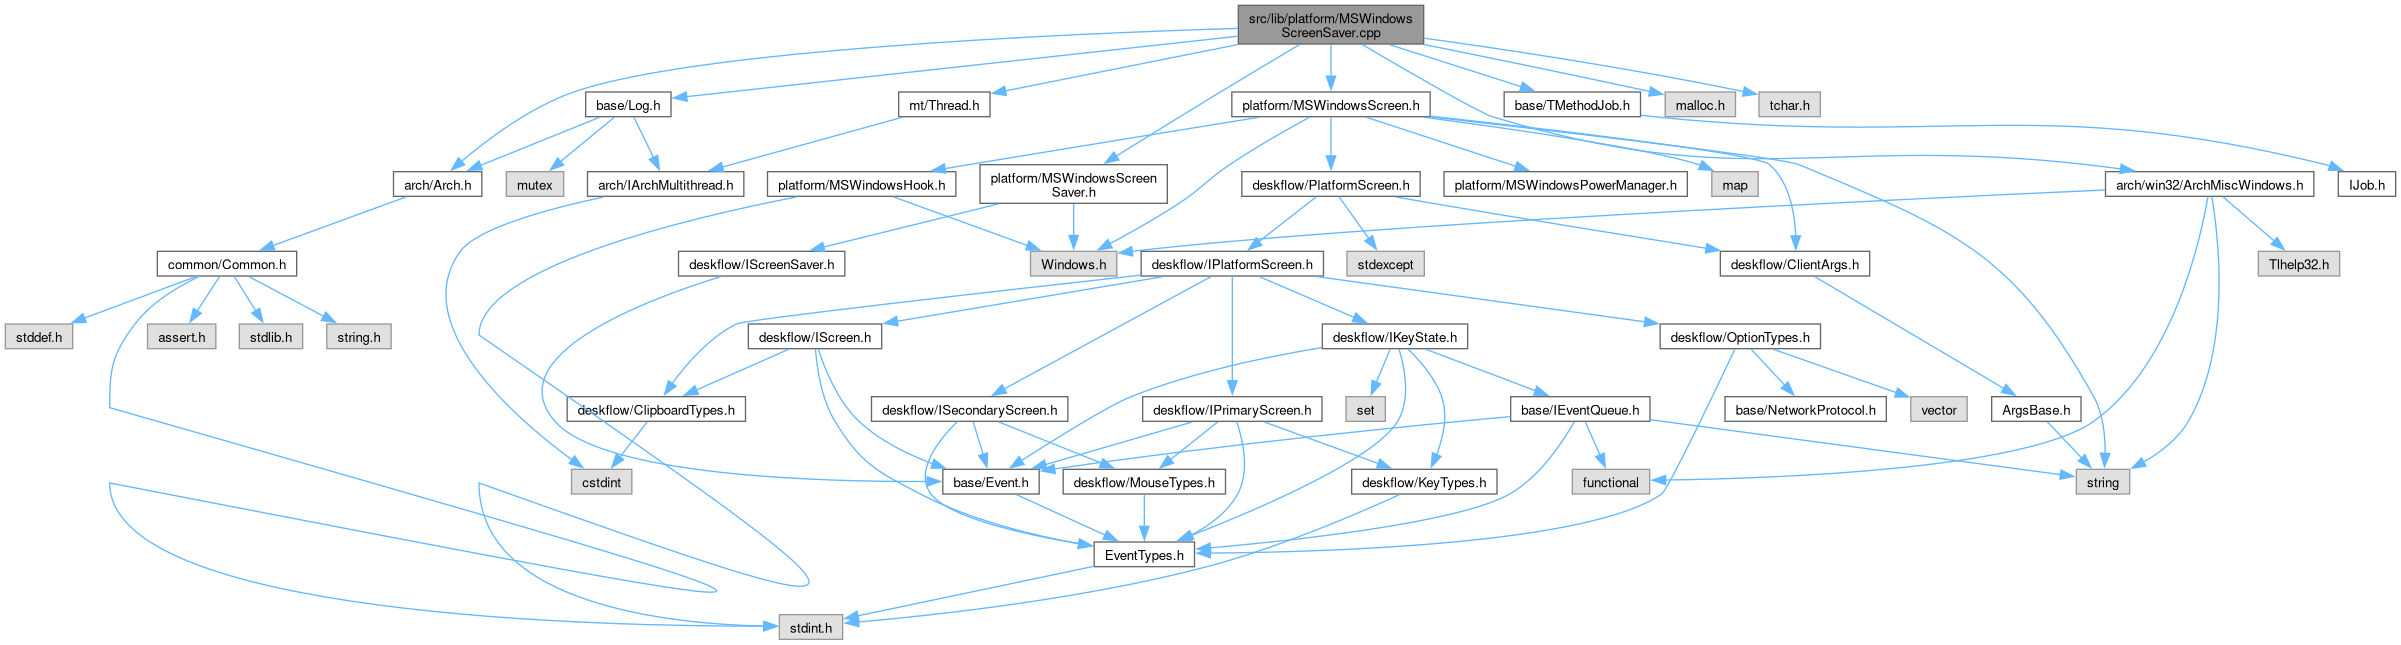 src/lib/platform/MSWindows
ScreenSaver.cpp
base/Log.h
mt/Thread.h
platform/MSWindowsScreen.h
base/TMethodJob.h
malloc.h
tchar.h
arch/Arch.h
mutex
arch/IArchMultithread.h
platform/MSWindowsHook.h
platform/MSWindowsScreen
Saver.h
deskflow/PlatformScreen.h
platform/MSWindowsPowerManager.h
map
arch/win32/ArchMiscWindows.h
IJob.h
common/Common.h
deskflow/IScreenSaver.h
Windows.h
deskflow/IPlatformScreen.h
stdexcept
deskflow/ClientArgs.h
Tlhelp32.h
stddef.h
assert.h
stdlib.h
string.h
deskflow/IScreen.h
deskflow/IKeyState.h
deskflow/OptionTypes.h
deskflow/ClipboardTypes.h
deskflow/ISecondaryScreen.h
deskflow/IPrimaryScreen.h
set
base/IEventQueue.h
base/NetworkProtocol.h
vector
ArgsBase.h
cstdint
base/Event.h
deskflow/MouseTypes.h
deskflow/KeyTypes.h
functional
string
EventTypes.h
stdint.h